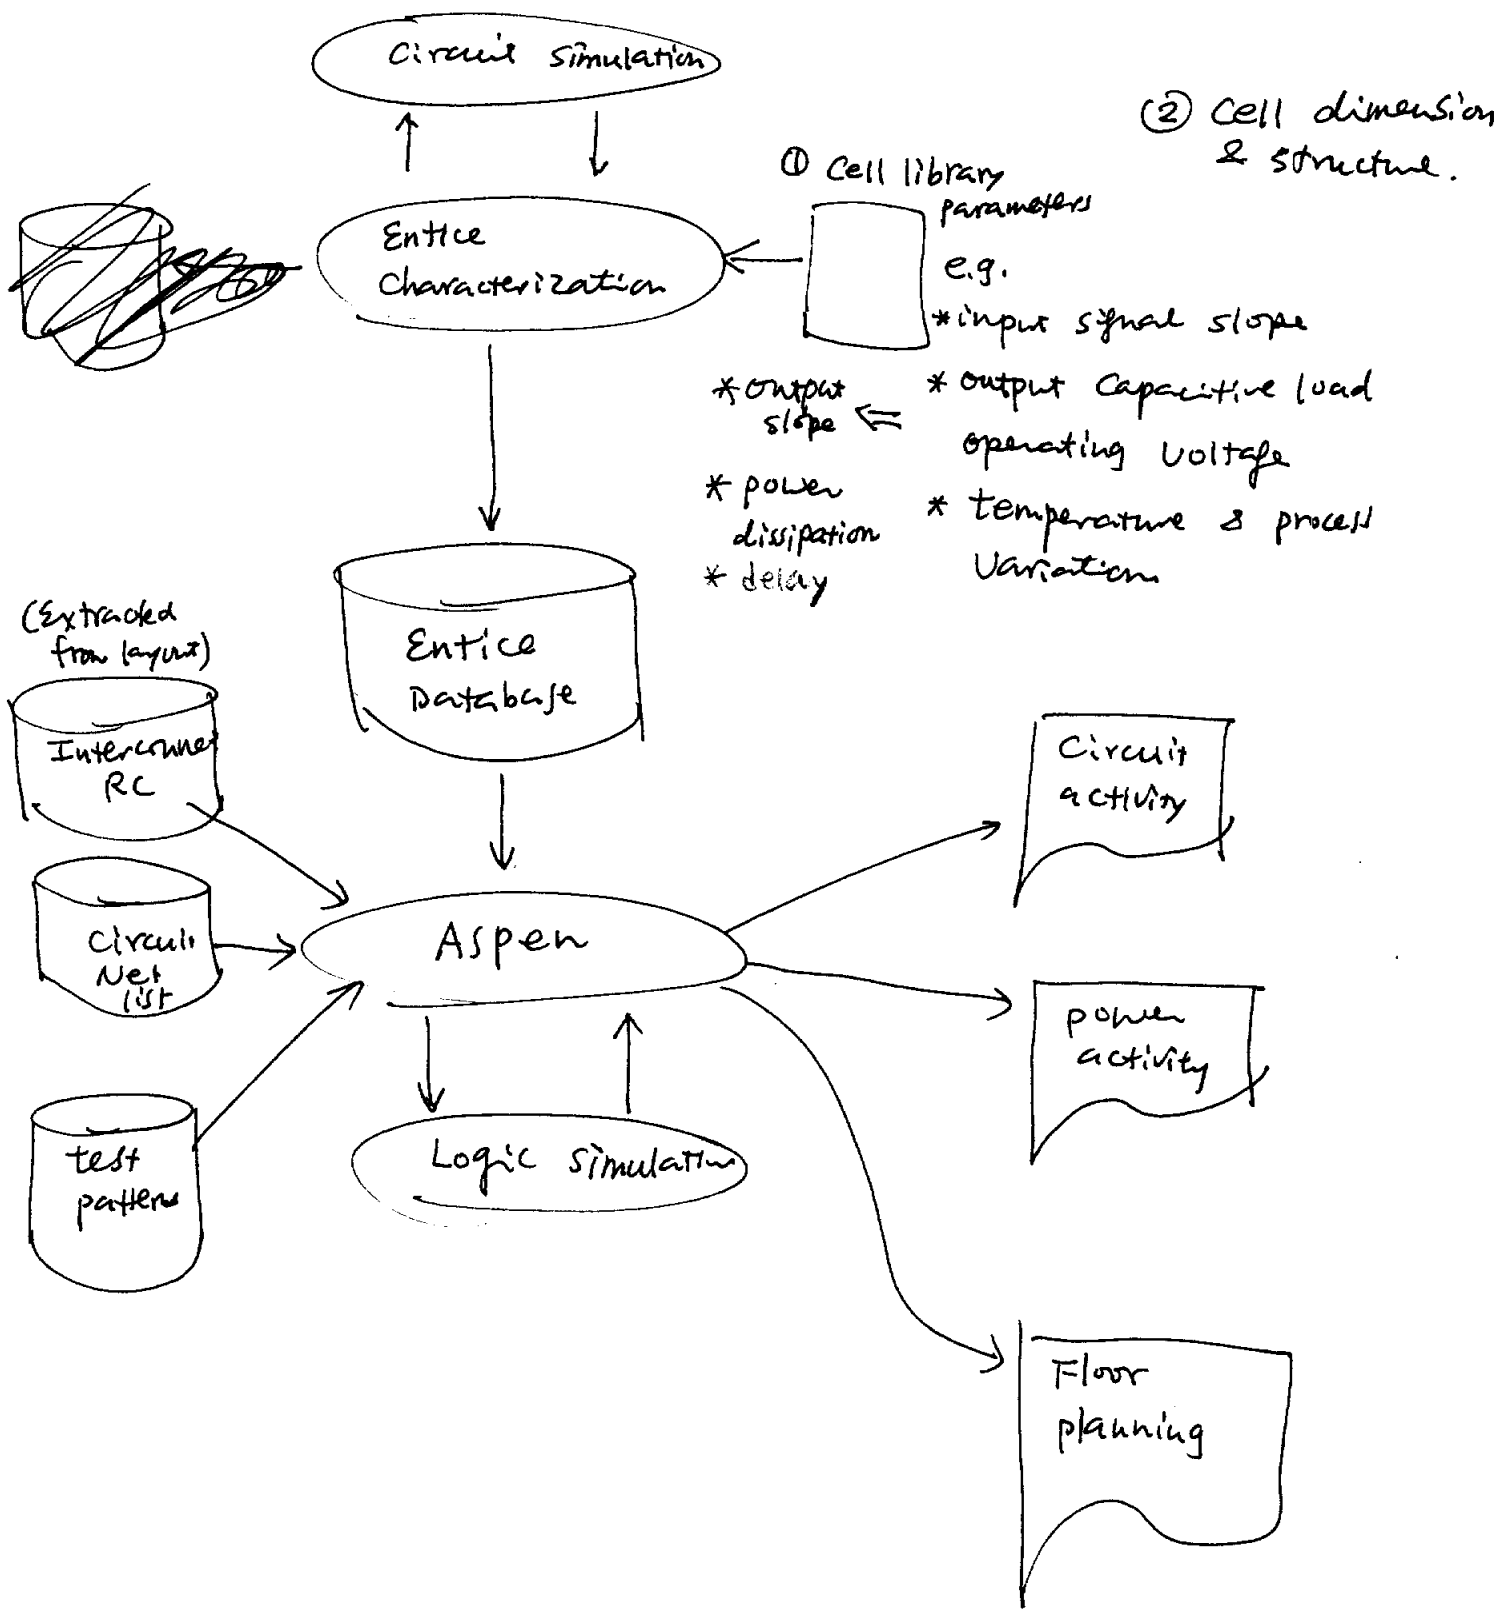 Circuit simulation
② Cell dimension
& structure.
① Cell library
parameters
Entice
Characterization
e.g.
* input signal slope
* output
slope ⇐
* output Capacitive load
operating voltage
* power
dissipation
* temperature & process
variation
* delay
(Extracted
from layout)
Entice
Database
Interconnet
RC
Circuit
activity
Circuit
Net
list
Aspen
power
activity
test
patterns
Logic simulation
Floor
planning